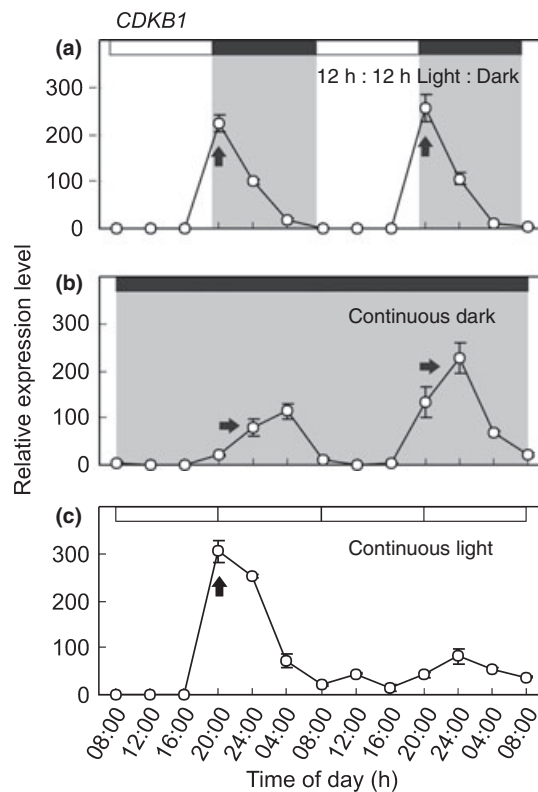 CDKB1
(a)
12 h : 12 h Light : Dark
300
200
100
0
(b)
Continuous dark
300
200
100
0
(c)
Continuous light
300
200
100
0
Relative expression level
08:00 12:00 16:00 20:00 24:00 04:00 08:00 12:00 16:00 20:00 24:00 04:00 08:00
Time of day (h)